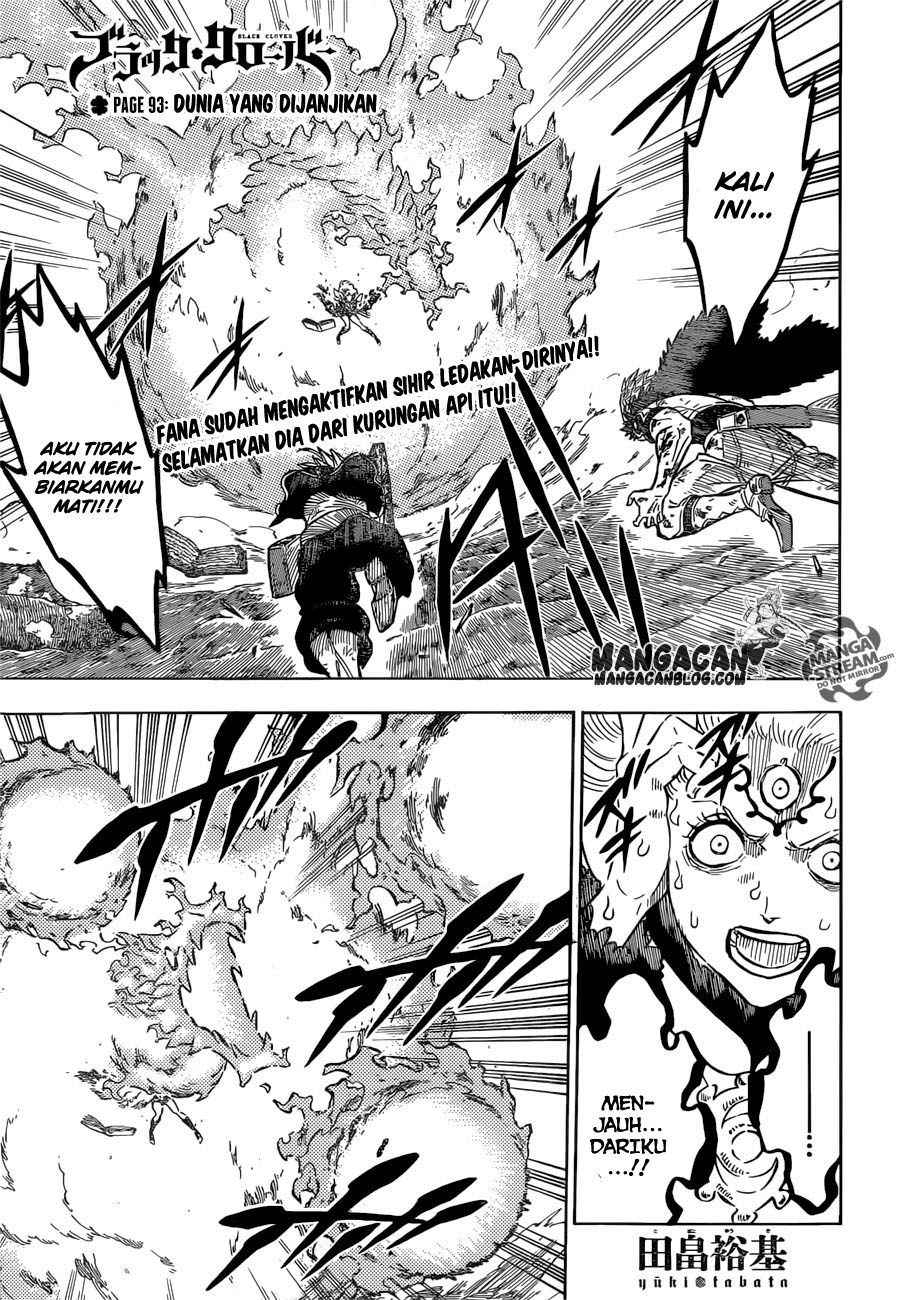 ブラッククローバー
BLACK CLOVER
PAGE 93: DUNIA YANG DIJANJIKAN
KALI
INI...
FANA SUDAH MENGAKTIFKAN SIHIR LEDAKAN-DIRINYA!!
SELAMATKAN DIA DARI KURUNGAN API ITU!!
AKU TIDAK
AKAN MEM-
BIARKANMU
MATI!!!
MANGACAN
MANGACANBLOG.COM
MANGA
STREAM.com
DO NOT MIRROR
MEN-
JAUH...
DARIKU
...!!
田畠裕基
yūki tabata